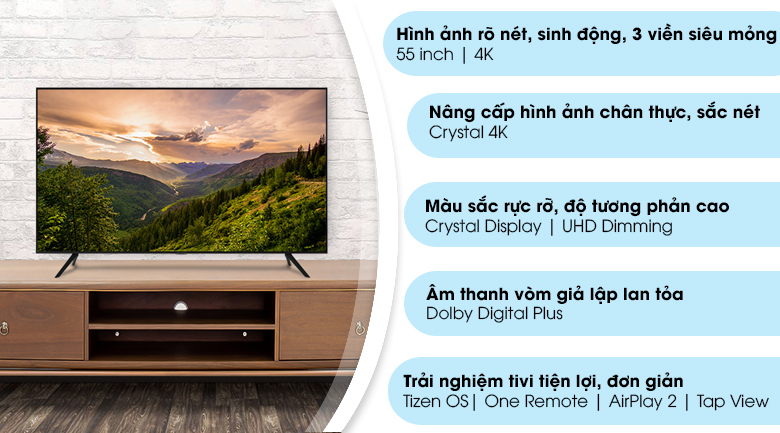 Hình ảnh rõ nét, sinh động, 3 viền siêu mỏng
55 inch | 4K
Nâng cấp hình ảnh chân thực, sắc nét
Crystal 4K
Màu sắc rực rỡ, độ tương phản cao
Crystal Display | UHD Dimming
Âm thanh vòm giả lập lan tỏa
Dolby Digital Plus
Trải nghiệm tivi tiện lợi, đơn giản
Tizen OS| One Remote | AirPlay 2 | Tap View